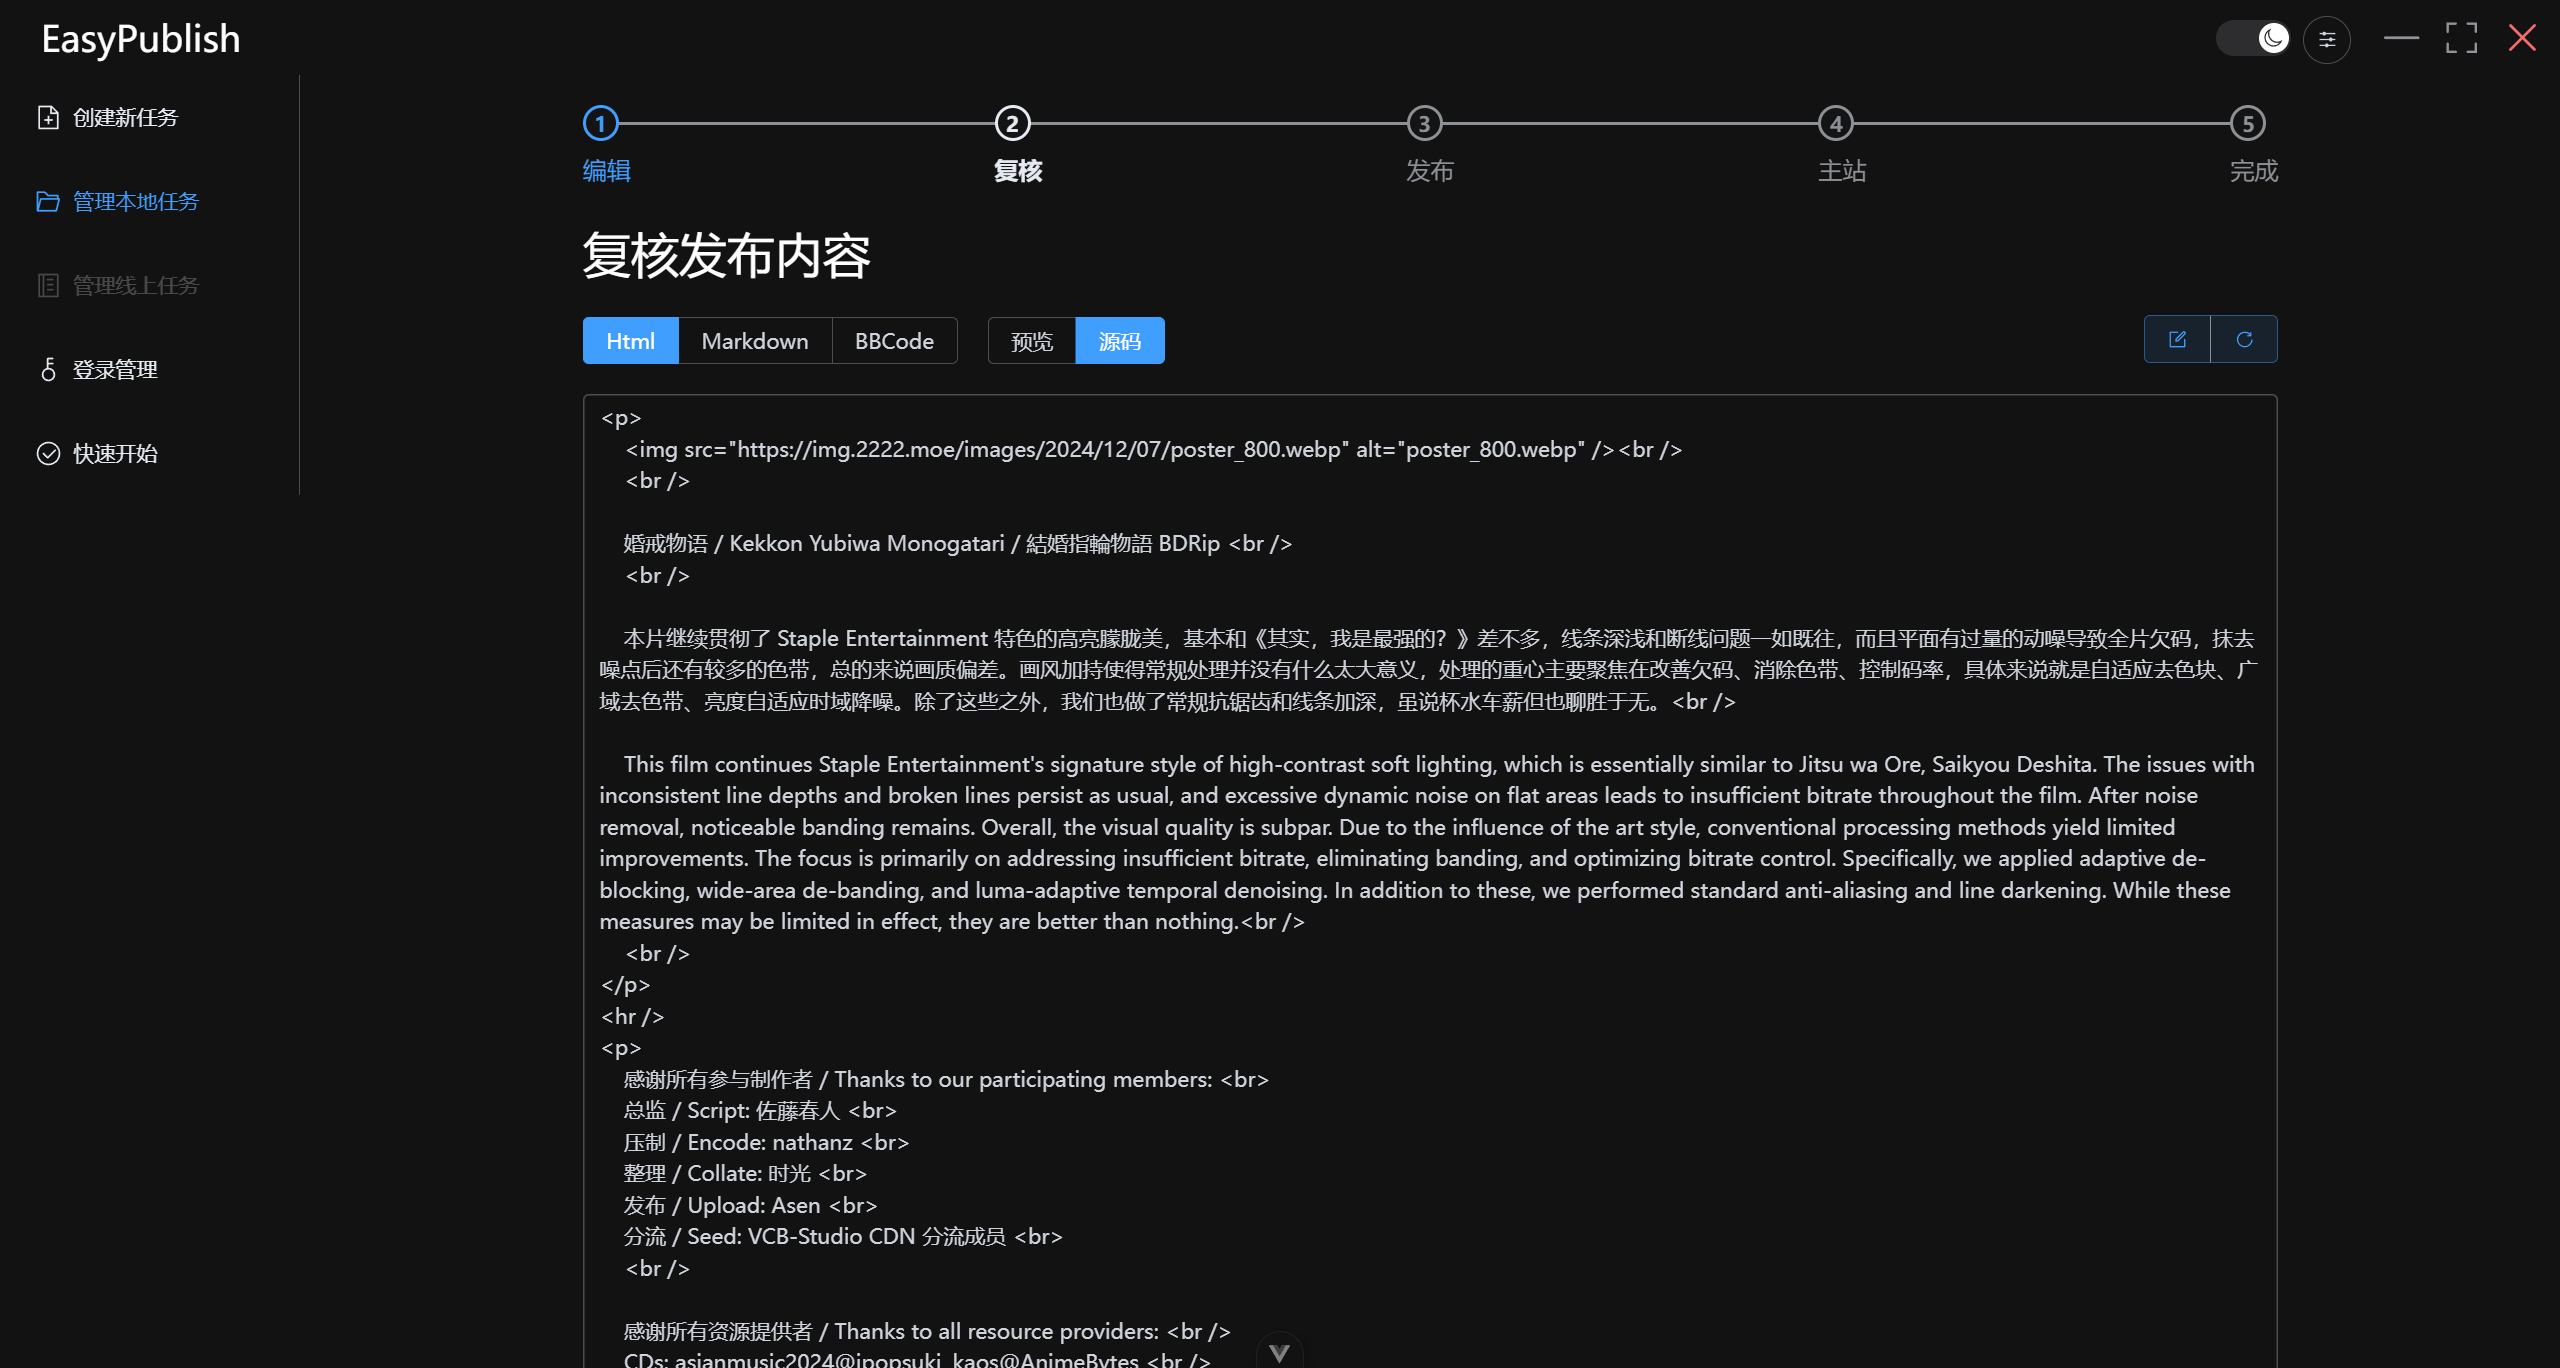 EasyPublish
创建新任务
管理本地任务
管理线上任务
登录管理
快速开始
1
2
3
4
5
编辑
复核
发布
主站
完成
复核发布内容
Html
Markdown
BBCode
预览
源码
<p>
<img src="https://img.2222.moe/images/2024/12/07/poster_800.webp" alt="poster_800.webp" /><br />
<br />
婚戒物语 / Kekkon Yubiwa Monogatari / 結婚指輪物語 BDRip <br />
<br />
本片继续贯彻了 Staple Entertainment 特色的高亮朦胧美，基本和《其实，我是最强的？》差不多，线条深浅和断线问题一如既往，而且平面有过量的动噪导致全片欠码，抹去
噪点后还有较多的色带，总的来说画质偏差。画风加持使得常规处理并没有什么太大意义，处理的重心主要聚焦在改善欠码、消除色带、控制码率，具体来说就是自适应去色块、广
域去色带、亮度自适应时域降噪。除了这些之外，我们也做了常规抗锯齿和线条加深，虽说杯水车薪但也聊胜于无。<br />
This film continues Staple Entertainment's signature style of high-contrast soft lighting, which is essentially similar to Jitsu wa Ore, Saikyou Deshita. The issues with
inconsistent line depths and broken lines persist as usual, and excessive dynamic noise on flat areas leads to insufficient bitrate throughout the film. After noise
removal, noticeable banding remains. Overall, the visual quality is subpar. Due to the influence of the art style, conventional processing methods yield limited
improvements. The focus is primarily on addressing insufficient bitrate, eliminating banding, and optimizing bitrate control. Specifically, we applied adaptive de-
blocking, wide-area de-banding, and luma-adaptive temporal denoising. In addition to these, we performed standard anti-aliasing and line darkening. While these
measures may be limited in effect, they are better than nothing.<br />
<br />
</p>
<hr />
<p>
感谢所有参与制作者 / Thanks to our participating members: <br>
总监 / Script: 佐藤春人 <br>
压制 / Encode: nathanz <br>
整理 / Collate: 时光 <br>
发布 / Upload: Asen <br>
分流 / Seed: VCB-Studio CDN 分流成员 <br>
<br />
感谢所有资源提供者 / Thanks to all resource providers: <br />
CDs: asianmusic2024@jpopsuki, kaos@AnimeBytes <br />